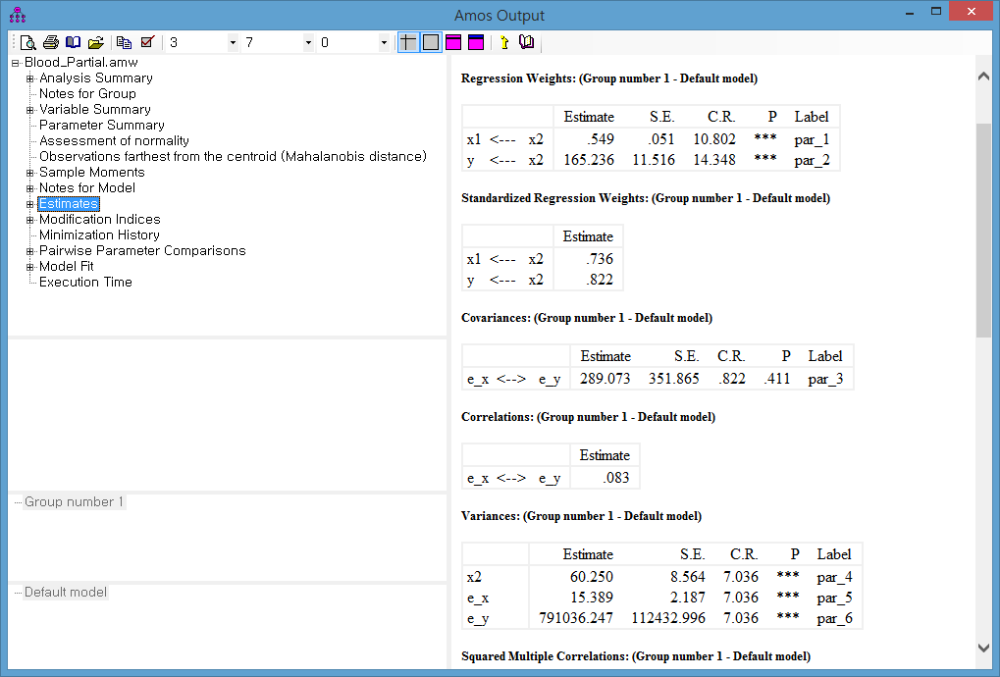 Amos Output
3 7 0
Blood_Partial.amw
Analysis Summary
Notes for Group
Variable Summary
Parameter Summary
Assessment of normality
Observations farthest from the centroid (Mahalanobis distance)
Sample Moments
Notes for Model
Estimates
Modification Indices
Minimization History
Pairwise Parameter Comparisons
Model Fit
Execution Time
Group number 1
Default model
Regression Weights: (Group number 1 - Default model)
Estimate S.E. C.R. P Label
x1 <--- x2 .549 .051 10.802 *** par_1
y <--- x2 165.236 11.516 14.348 *** par_2
Standardized Regression Weights: (Group number 1 - Default model)
Estimate
x1 <--- x2 .736
y <--- x2 .822
Covariances: (Group number 1 - Default model)
Estimate S.E. C.R. P Label
e_x <--> e_y 289.073 351.865 .822 .411 par_3
Correlations: (Group number 1 - Default model)
Estimate
e_x <--> e_y .083
Variances: (Group number 1 - Default model)
Estimate S.E. C.R. P Label
x2 60.250 8.564 7.036 *** par_4
e_x 15.389 2.187 7.036 *** par_5
e_y 791036.247 112432.996 7.036 *** par_6
Squared Multiple Correlations: (Group number 1 - Default model)